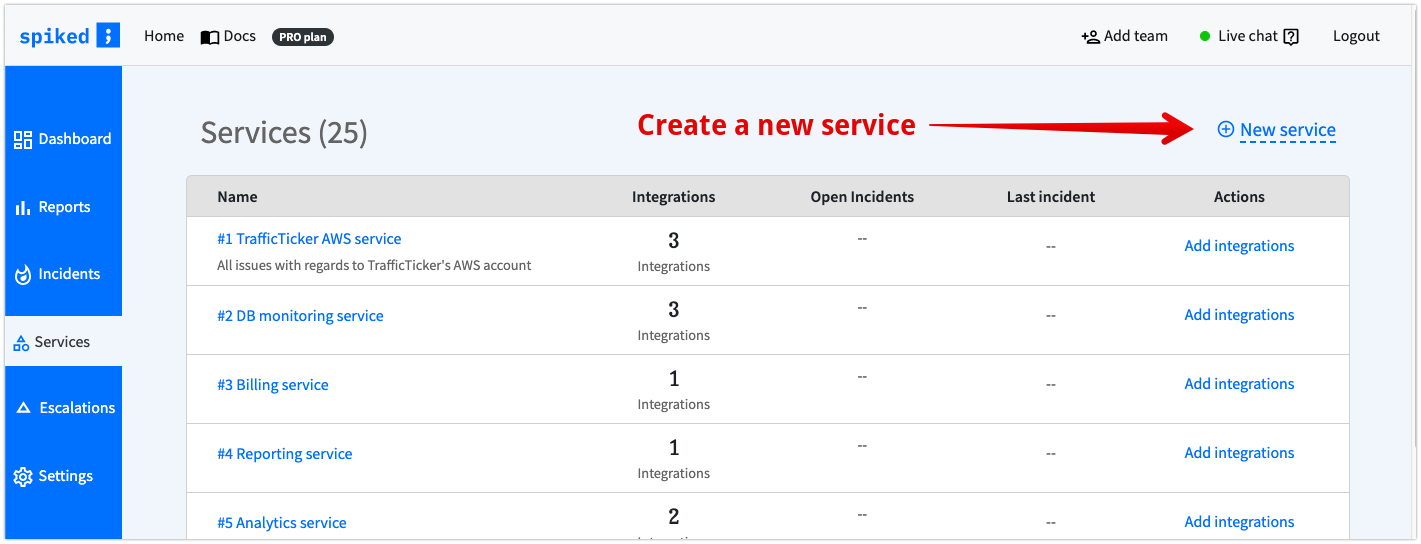 spiked ; Home Docs PRO plan Add team Live chat Logout
Dashboard
Reports
Incidents
Services
Escalations
Settings
Services (25) Create a new service New service
Name Integrations Open Incidents Last incident Actions
#1 TrafficTicker AWS service 3 -- -- Add integrations
All issues with regards to TrafficTicker's AWS account Integrations
#2 DB monitoring service 3 -- -- Add integrations
Integrations
#3 Billing service 1 -- -- Add integrations
Integrations
#4 Reporting service 1 -- -- Add integrations
Integrations
#5 Analytics service 2 -- -- Add integrations